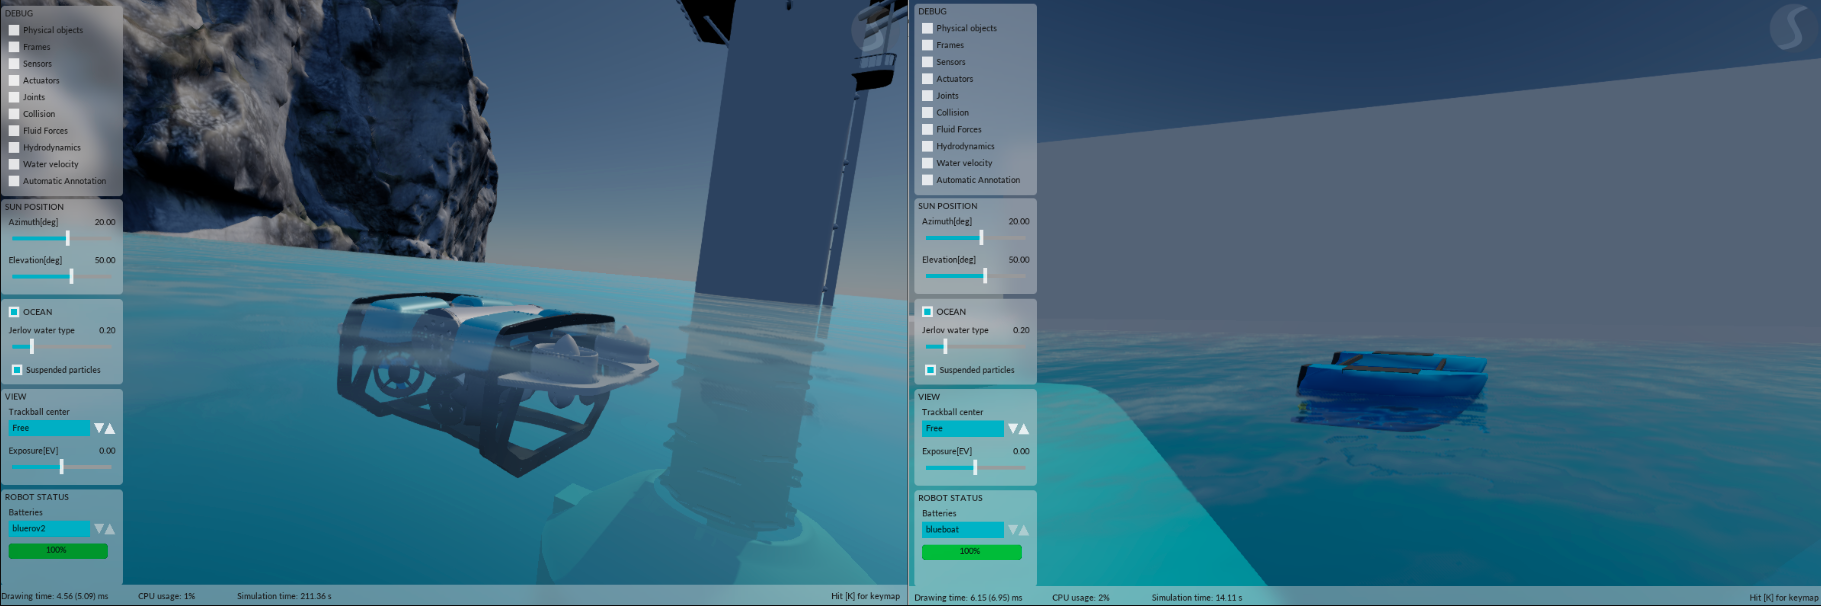 DEBUG
Physical objects
Frames
Sensors
Actuators
Joints
Collision
Fluid Forces
Hydrodynamics
Water velocity
Automatic Annotation
SUN POSITION
Azimuth[deg] 20.00
Elevation[deg] 50.00
OCEAN
Jerlov water type 0.20
Suspended particles
VIEW
Trackball center
Free
Exposure[EV] 0.00
ROBOT STATUS
Batteries
bluerov2
100%
Drawing time: 4.56 (5.09) ms CPU usage: 1% Simulation time: 211.36 s Hit [K] for keymap
DEBUG
Physical objects
Frames
Sensors
Actuators
Joints
Collision
Fluid Forces
Hydrodynamics
Water velocity
Automatic Annotation
SUN POSITION
Azimuth[deg] 20.00
Elevation[deg] 50.00
OCEAN
Jerlov water type 0.20
Suspended particles
VIEW
Trackball center
Free
Exposure[EV] 0.00
ROBOT STATUS
Batteries
blueboat
100%
Drawing time: 6.15 (6.95) ms CPU usage: 2% Simulation time: 14.11 s Hit [K] for keymap